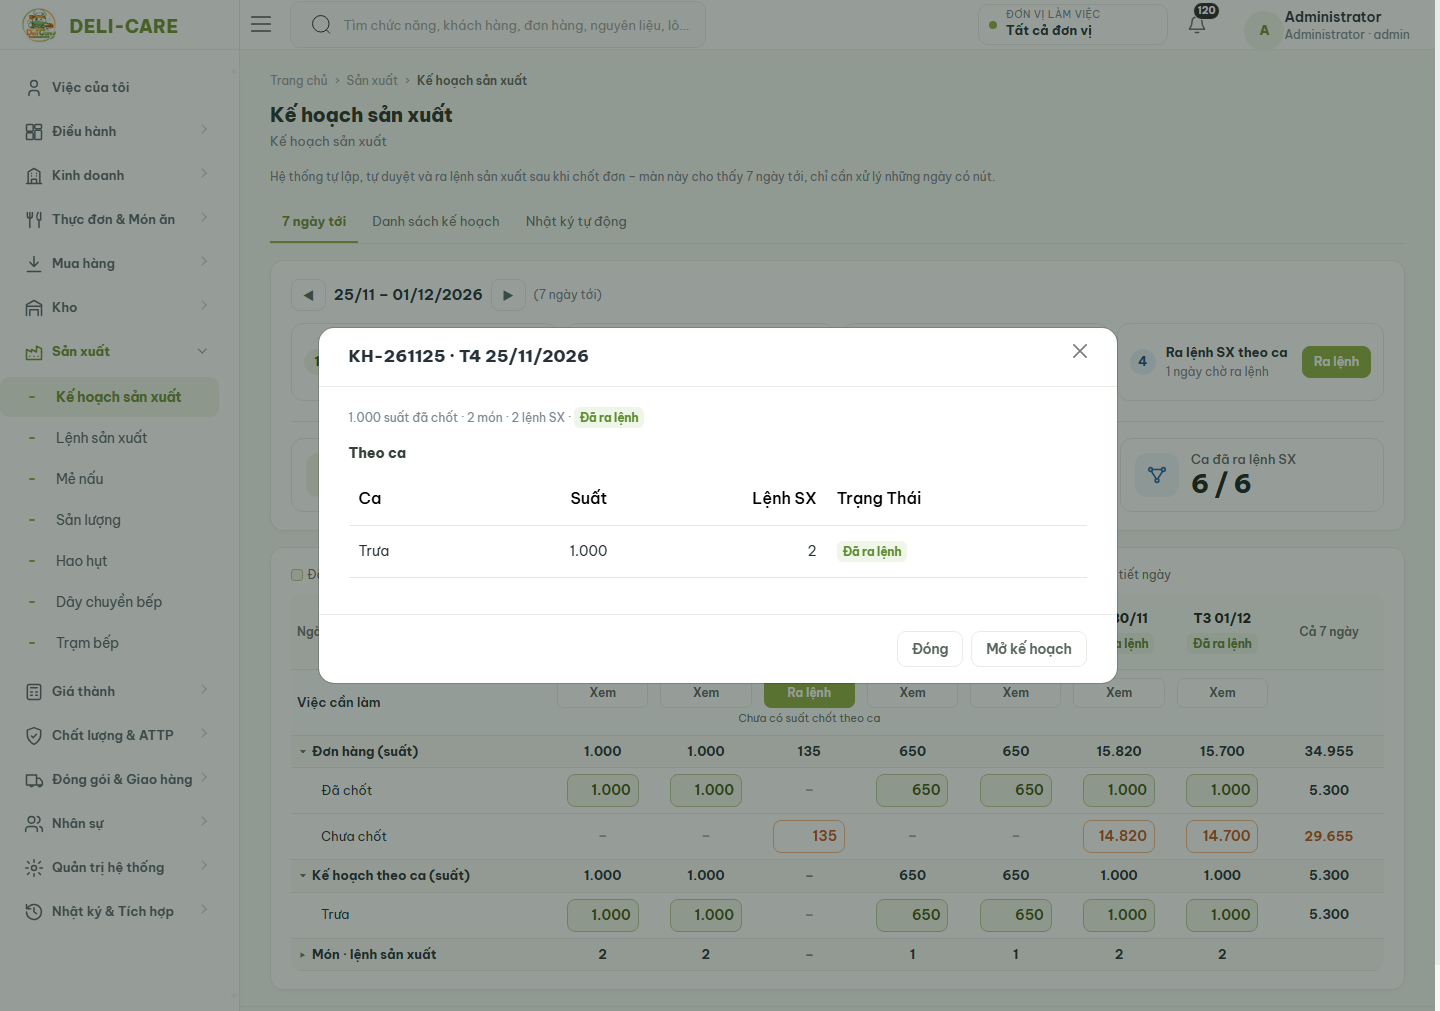 DELI-CARE
Tìm chức năng, khách hàng, đơn hàng, nguyên liệu, lô...
ĐƠN VỊ LÀM VIỆC
Tất cả đơn vị
120
A
Administrator
Administrator · admin
Việc của tôi
Điều hành
Kinh doanh
Thực đơn & Món ăn
Mua hàng
Kho
Sản xuất
Kế hoạch sản xuất
Lệnh sản xuất
Mẻ nấu
Sản lượng
Hao hụt
Dây chuyền bếp
Trạm bếp
Giá thành
Chất lượng & ATTP
Đóng gói & Giao hàng
Nhân sự
Quản trị hệ thống
Nhật ký & Tích hợp
Trang chủ › Sản xuất › Kế hoạch sản xuất
Kế hoạch sản xuất
Kế hoạch sản xuất
Hệ thống tự lập, tự duyệt và ra lệnh sản xuất sau khi chốt đơn – màn này cho thấy 7 ngày tới, chỉ cần xử lý những ngày có nút.
7 ngày tới Danh sách kế hoạch Nhật ký tự động
25/11 – 01/12/2026 (7 ngày tới)
4 Ra lệnh SX theo ca
1 ngày chờ ra lệnh
Ra lệnh
Ca đã ra lệnh SX
6 / 6
KH-261125 · T4 25/11/2026
1.000 suất đã chốt · 2 món · 2 lệnh SX · Đã ra lệnh
Theo ca
Ca Suất Lệnh SX Trạng Thái
Trưa 1.000 2 Đã ra lệnh
Đóng Mở kế hoạch
tiết ngày
30/11 T3 01/12 Cả 7 ngày
lệnh Đã ra lệnh
Việc cần làm Xem Xem Ra lệnh Xem Xem Xem Xem
Chưa có suất chốt theo ca
Đơn hàng (suất) 1.000 1.000 135 650 650 15.820 15.700 34.955
Đã chốt 1.000 1.000 – 650 650 1.000 1.000 5.300
Chưa chốt – – 135 – – 14.820 14.700 29.655
Kế hoạch theo ca (suất) 1.000 1.000 – 650 650 1.000 1.000 5.300
Trưa 1.000 1.000 – 650 650 1.000 1.000 5.300
Món · lệnh sản xuất 2 2 – 1 1 2 2